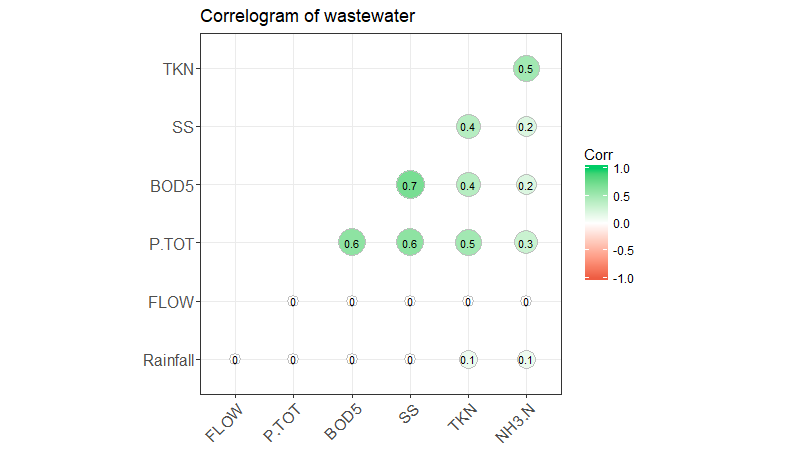 Correlogram of wastewater
TKN 0.5
SS 0.4 0.2
BOD5 0.7 0.4 0.2
P.TOT 0.6 0.6 0.5 0.3
FLOW 0 0 0 0 0
Rainfall 0 0 0 0 0.1 0.1
FLOW P.TOT BOD5 SS TKN NH3.N
Corr
1.0
0.5
0.0
-0.5
-1.0